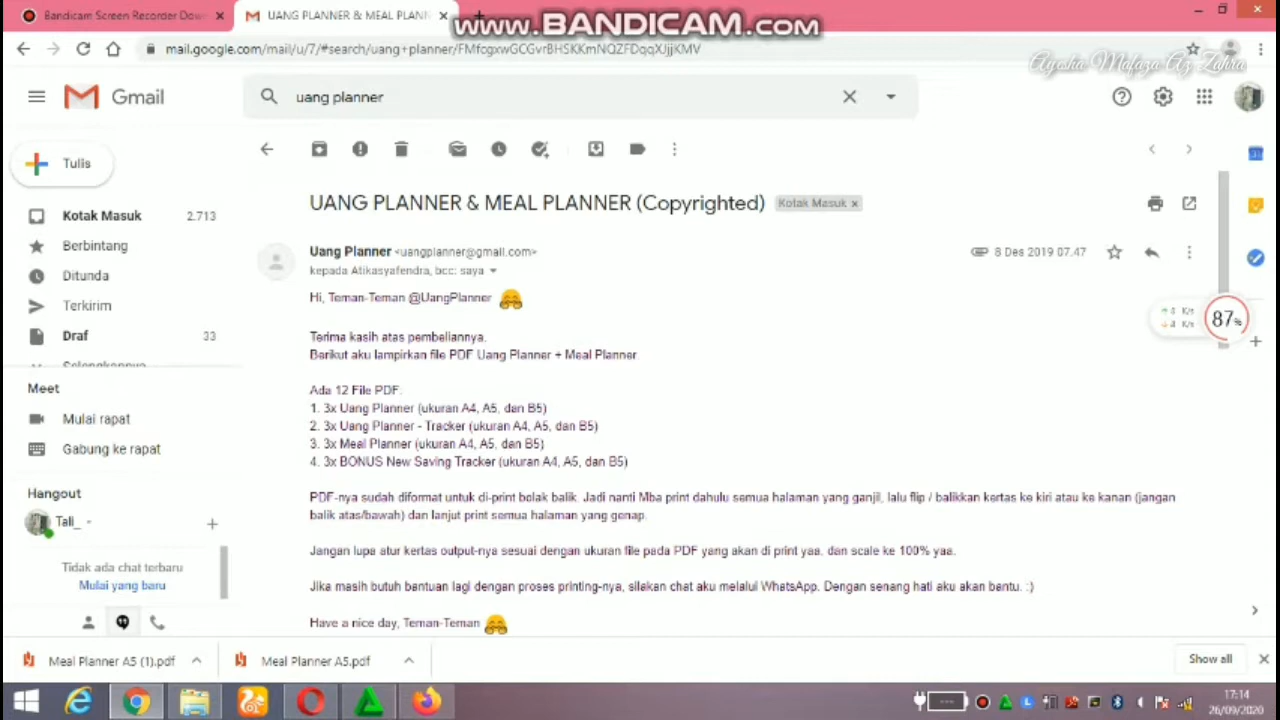 Bandicam Screen Recorder Dow
UANG PLANNER & MEAL PLANN
www.BANDICAM.com
mail.google.com/mail/u/7/#search/uang+planner/FMfcgxwGCGvrBHSKKmNQZFDqqXJjjKMV
Ayesha Mafaza Az Zahra
Gmail
uang planner
Tulis
UANG PLANNER & MEAL PLANNER (Copyrighted)
Kotak Masuk x
Kotak Masuk 2.713
Berbintang
Ditunda
Terkirim
Draf 33
Selengkapnya
Uang Planner <uangplanner@gmail.com>
8 Des 2019 07.47
kepada Atikasyafendra, bcc: saya
Hi, Teman-Teman @UangPlanner
Terima kasih atas pembeliannya.
Berikut aku lampirkan file PDF Uang Planner + Meal Planner
Ada 12 File PDF.
1. 3x Uang Planner (ukuran A4, A5, dan B5)
2. 3x Uang Planner - Tracker (ukuran A4, A5, dan B5)
3. 3x Meal Planner (ukuran A4, A5, dan B5)
4. 3x BONUS New Saving Tracker (ukuran A4, A5, dan B5)
PDF-nya sudah diformat untuk di-print bolak balik. Jadi nanti Mba print dahulu semua halaman yang ganjil, lalu flip / balikkan kertas ke kiri atau ke kanan (jangan
balik atas/bawah) dan lanjut print semua halaman yang genap.
Jangan lupa atur kertas output-nya sesuai dengan ukuran file pada PDF yang akan di print yaa. dan scale ke 100% yaa.
Jika masih butuh bantuan lagi dengan proses printing-nya, silakan chat aku melalui WhatsApp. Dengan senang hati aku akan bantu. :)
Have a nice day, Teman-Teman
Meet
Mulai rapat
Gabung ke rapat
Hangout
Tali_
Tidak ada chat terbaru
Mulai yang baru
87%
Meal Planner A5 (1).pdf
Meal Planner A5.pdf
Show all
17:14
26/09/2020